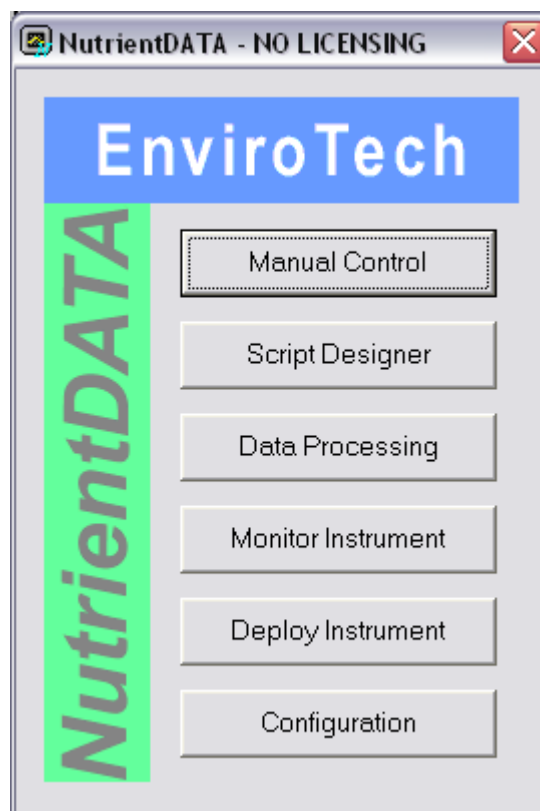 NutrientDATA - NO LICENSING
EnviroTech
NutrientDATA
Manual Control
Script Designer
Data Processing
Monitor Instrument
Deploy Instrument
Configuration